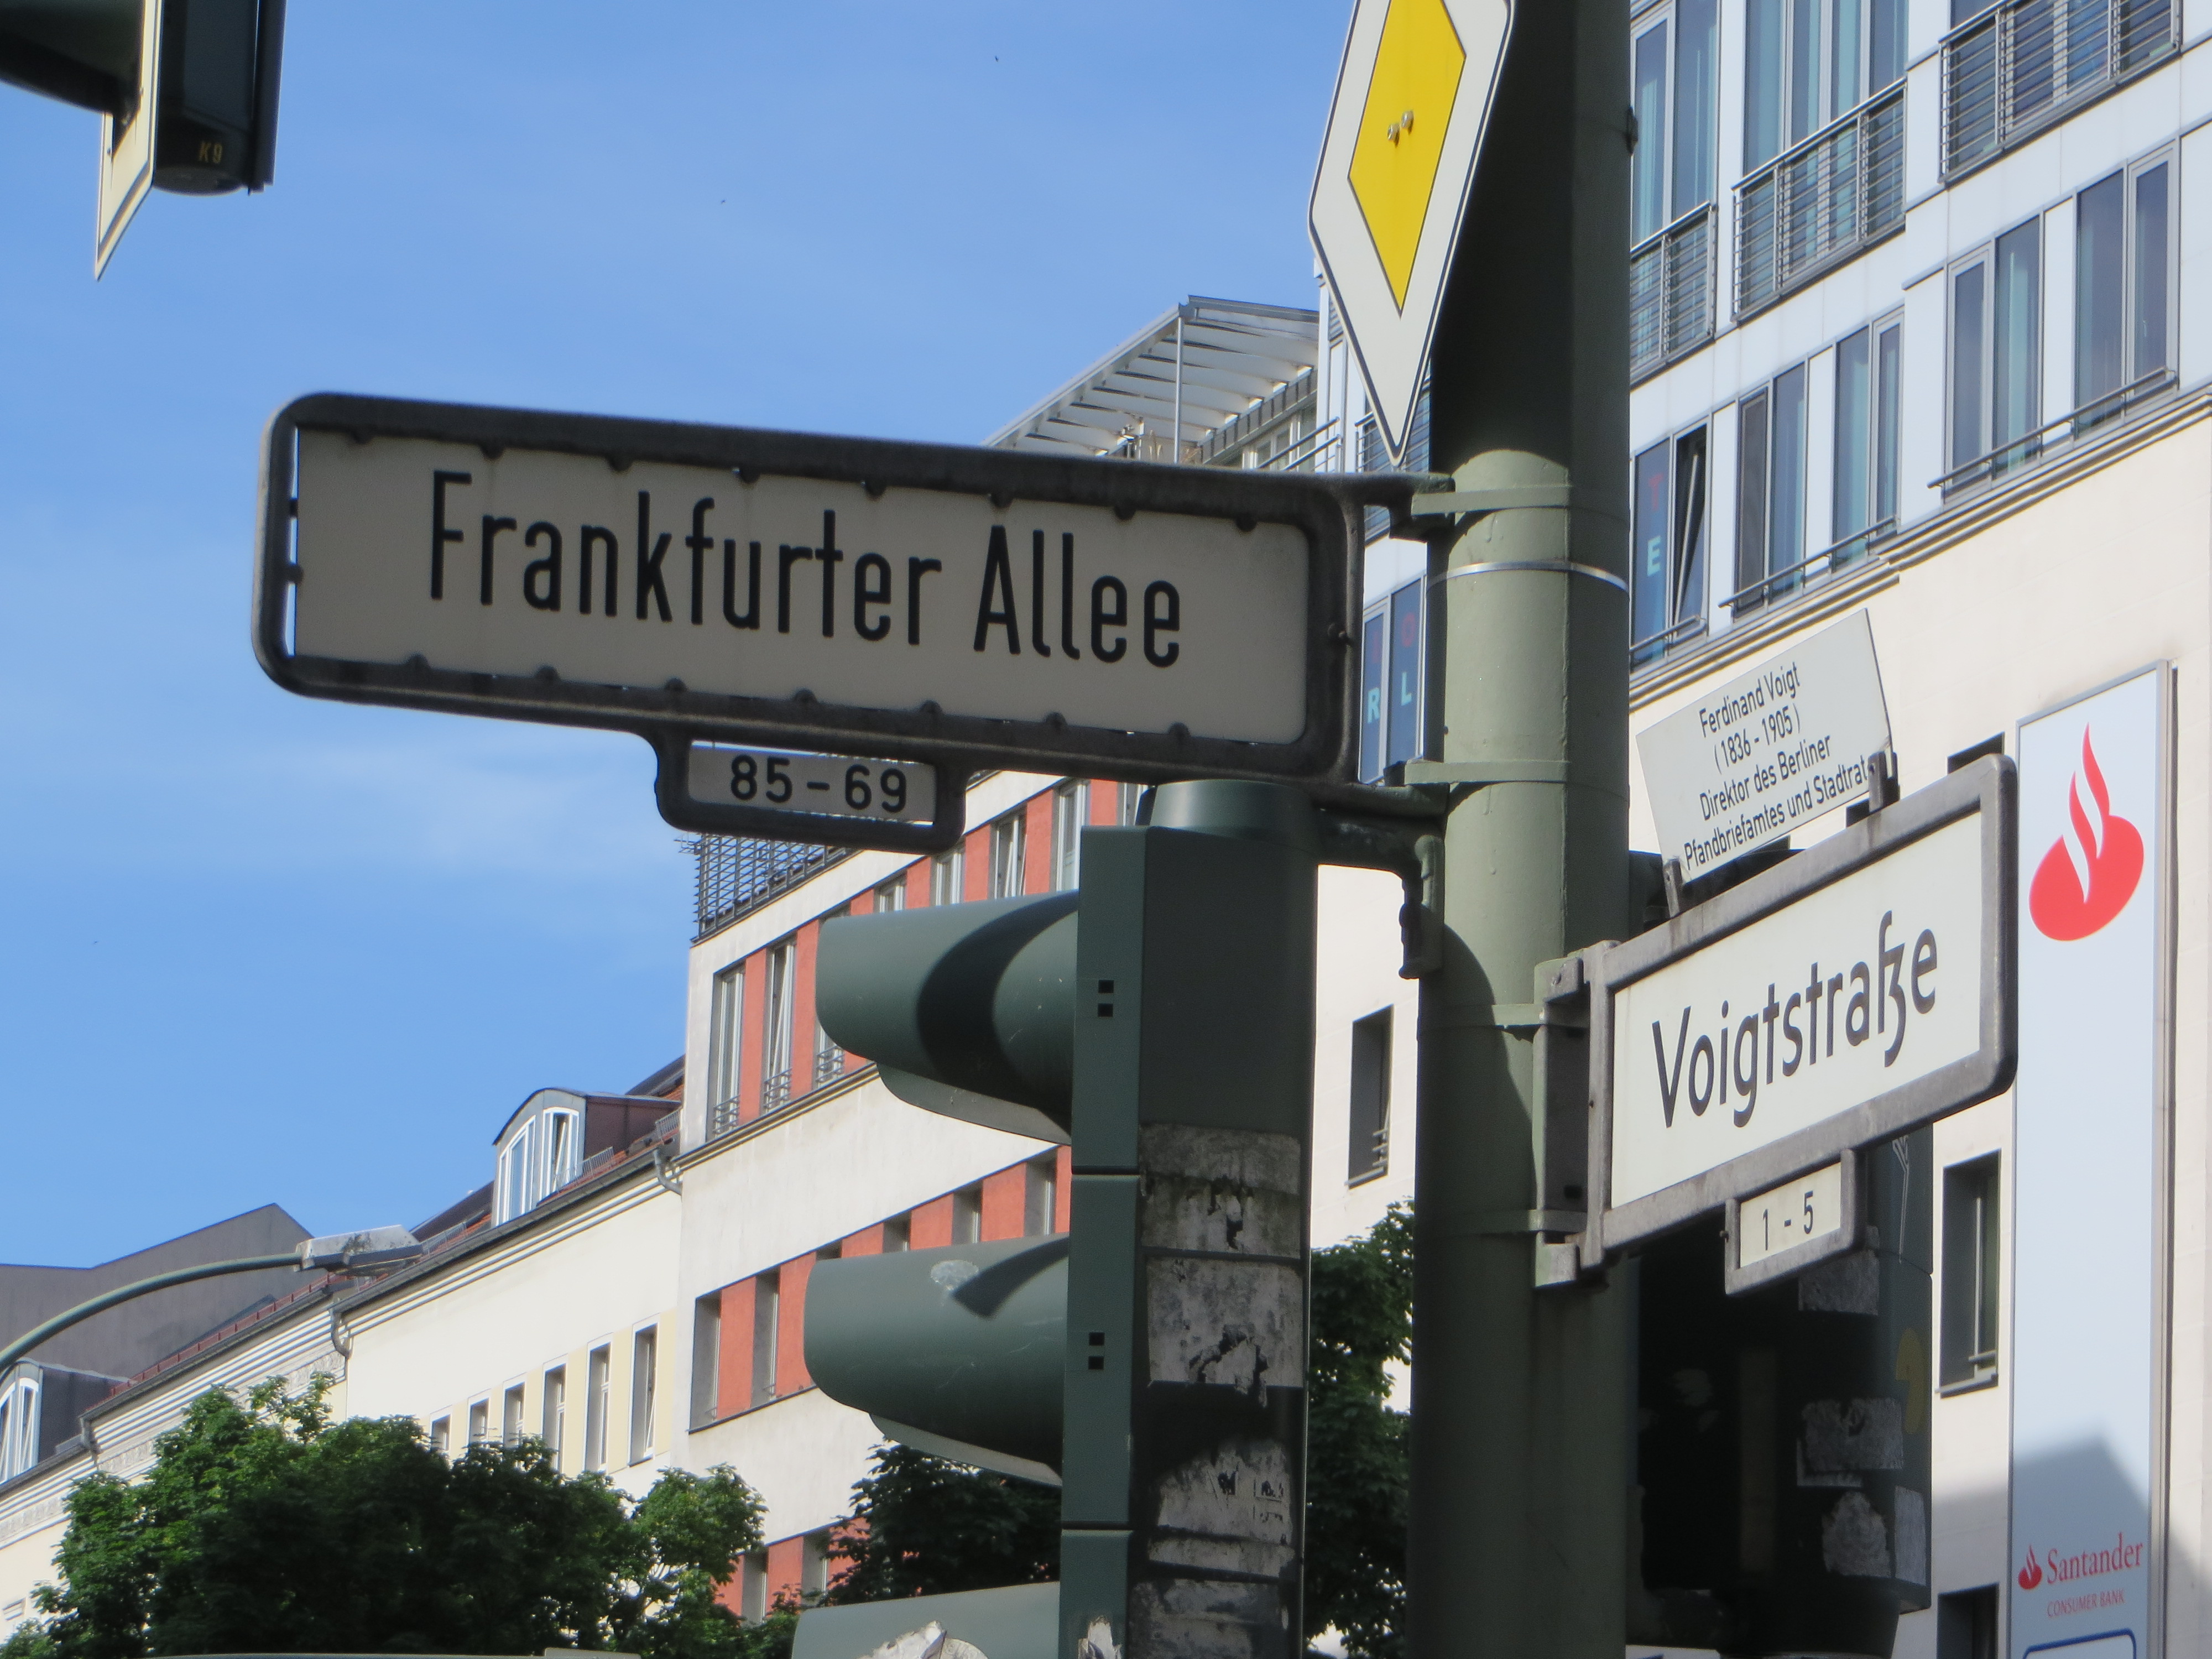 K9
Frankfurter Allee
85-69
Ferdinand Voigt
(1836-1905)
Direktor des Berliner
Pfandbriefamtes und Stadtrat
Voigtstraße
1-5
T
E
O
R L
Santander
CONSUMER BANK